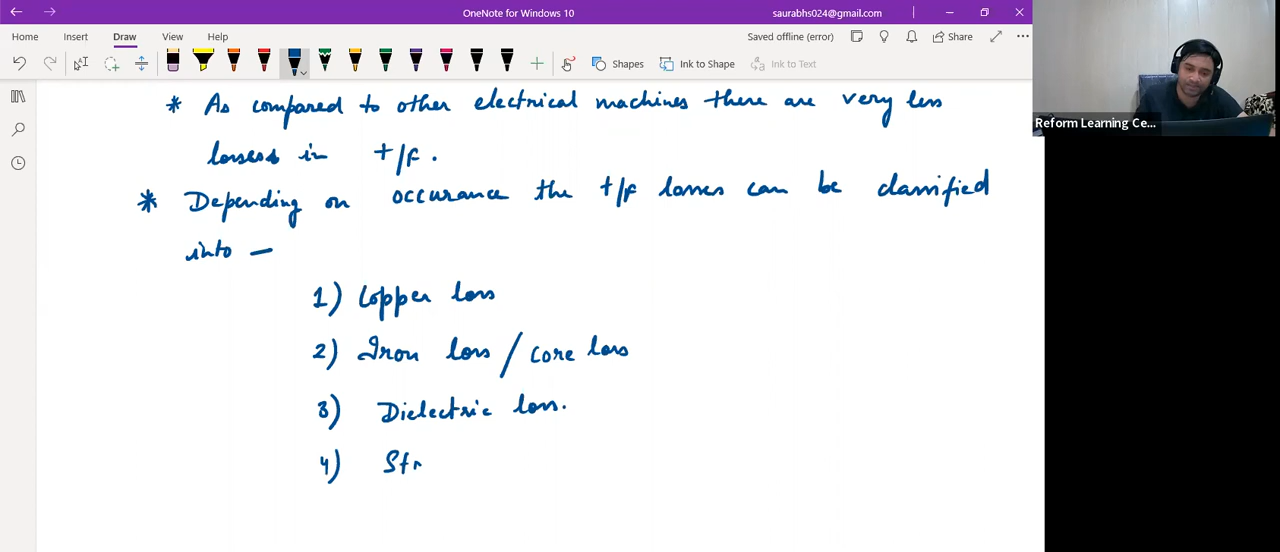 OneNote for Windows 10
saurabhs024@gmail.com
Home Insert Draw View Help
Saved offline (error)
Share
Shapes
Ink to Shape
Ink to Text
Reform Learning Ce...
* As compared to other electrical machines there are very less
losses in t/f.
* Depending on occurance the t/f losses can be classified
into —
1) Copper loss
2) Iron loss / core loss
3) Dielectric loss.
4) Str